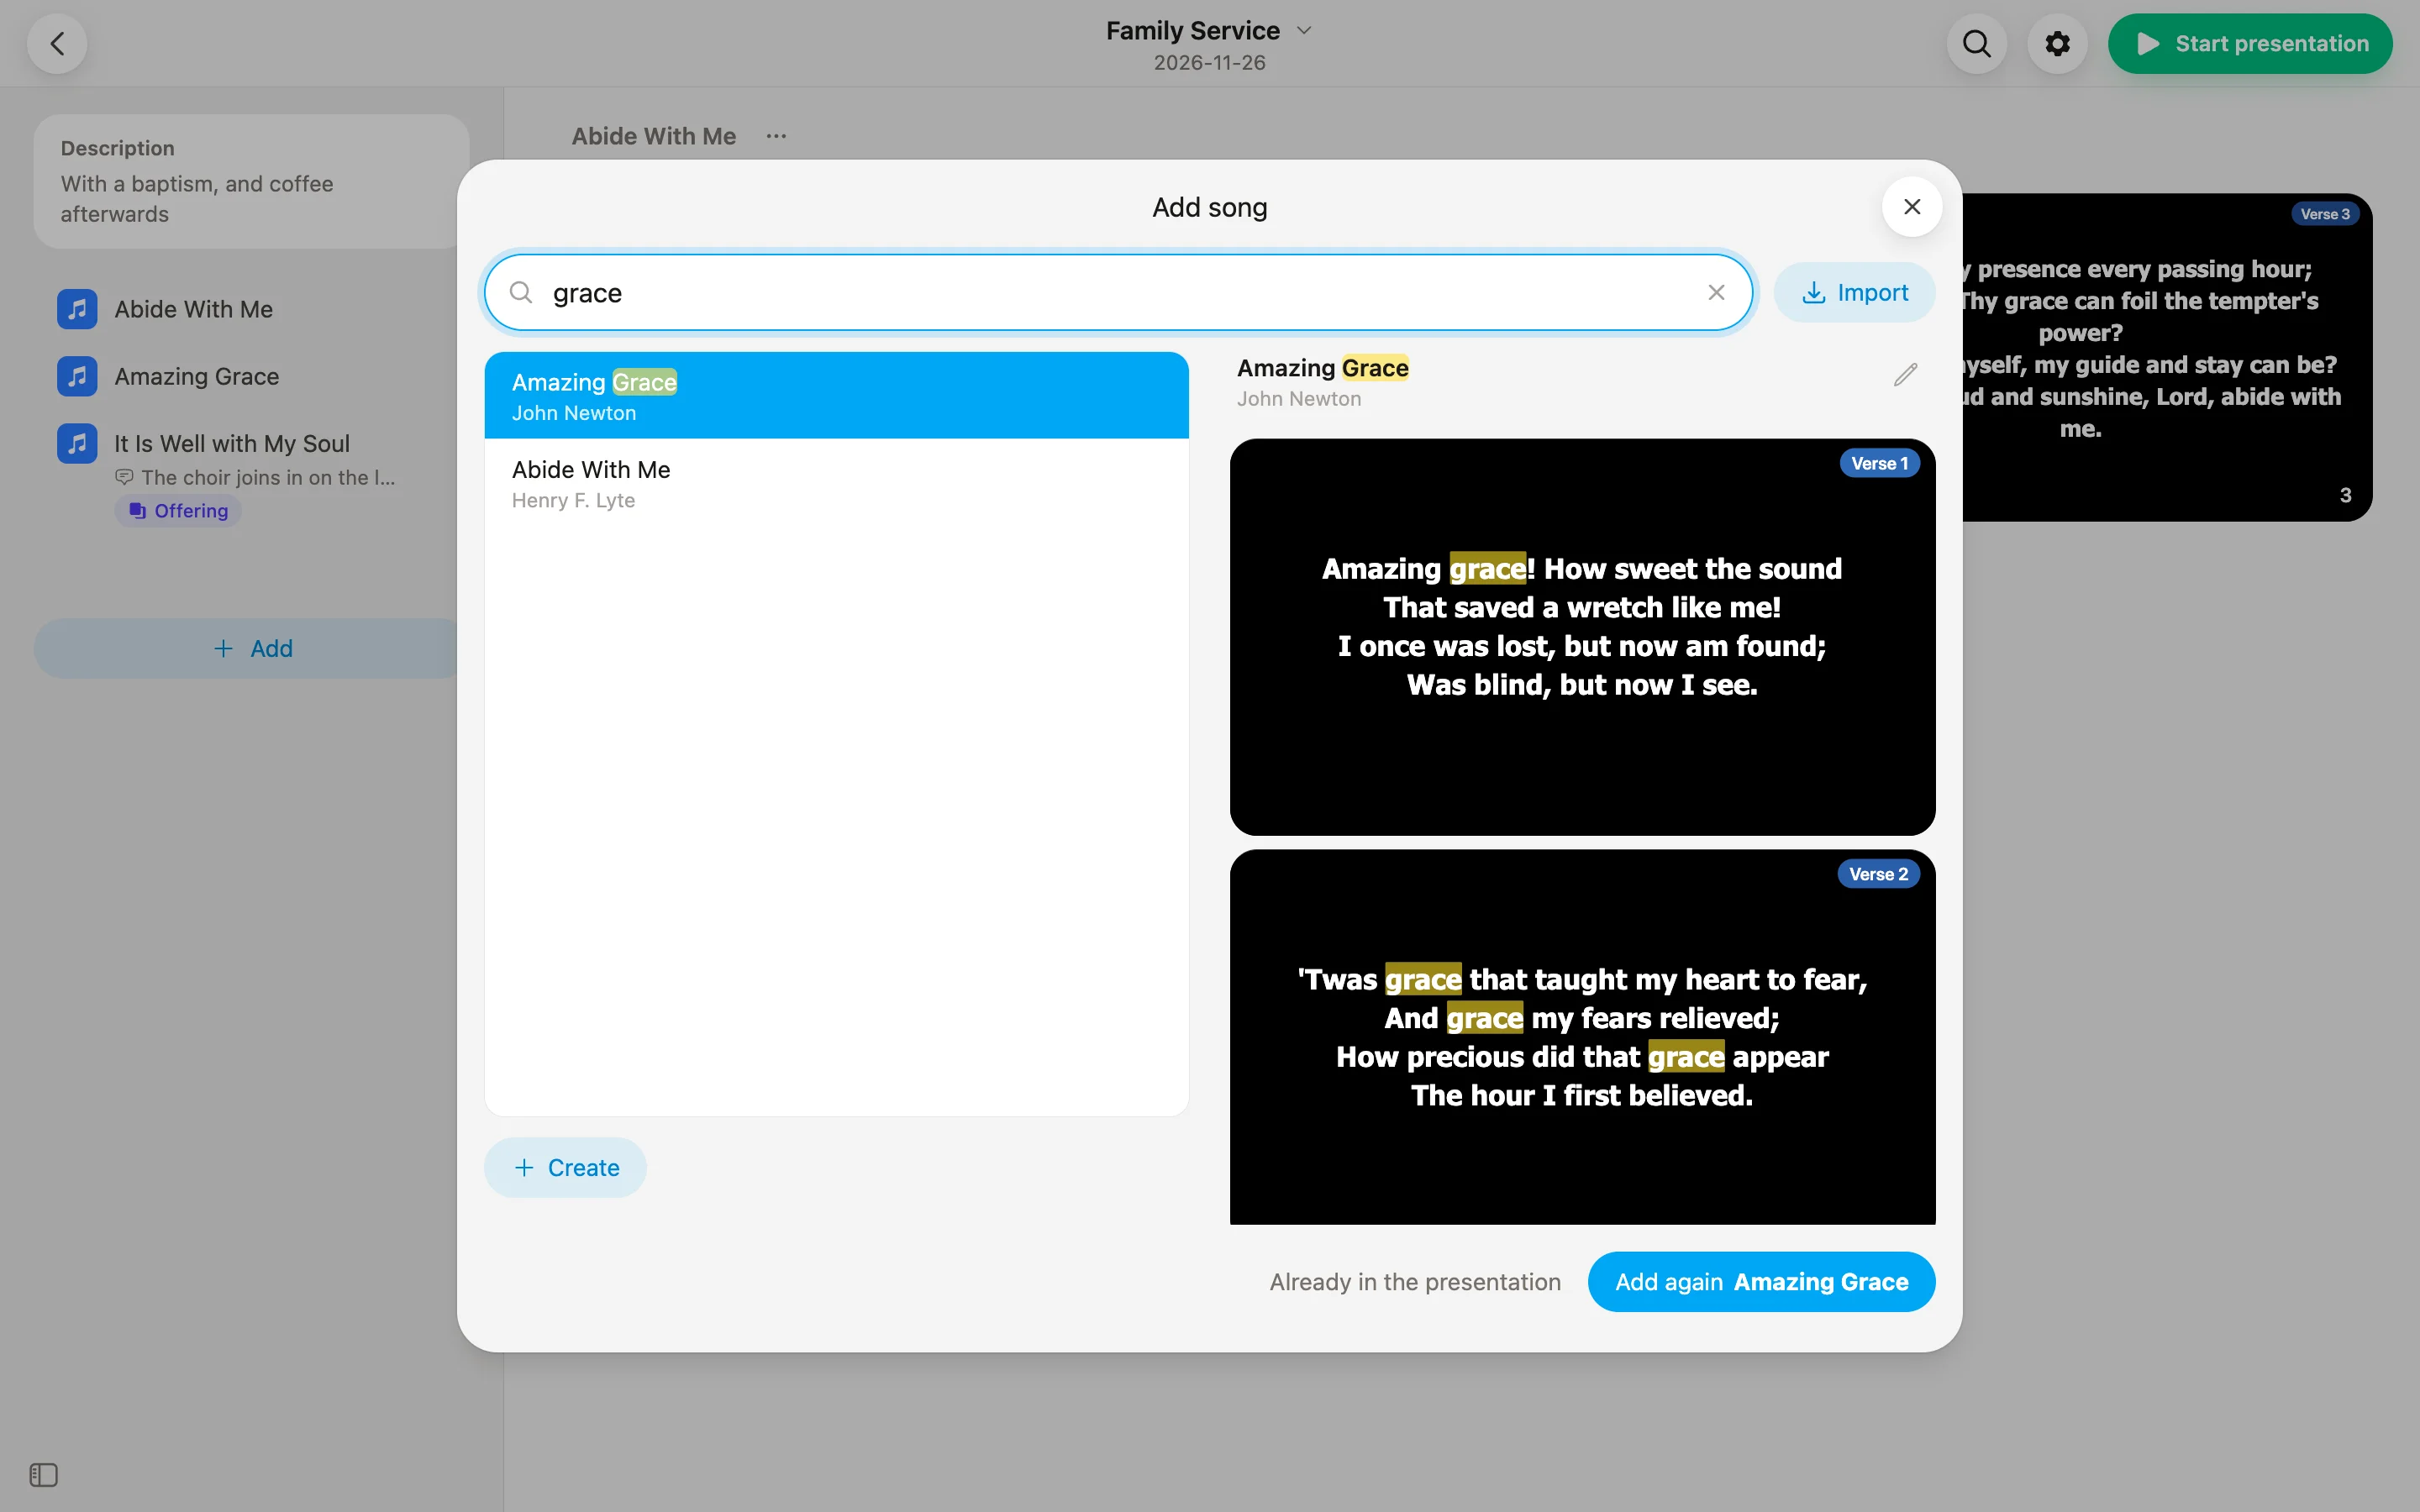 Family Service
2026-11-26
Start presentation
Description
With a baptism, and coffee
afterwards
Abide With Me
Amazing Grace
It Is Well with My Soul
The choir joins in on the l...
Offering
Add
Abide With Me
Verse 3
presence every passing hour;
Thy grace can foil the tempter's
power?
myself, my guide and stay can be?
and sunshine, Lord, abide with
me.
3
Add song
grace
Import
Amazing Grace
John Newton
Abide With Me
Henry F. Lyte
Create
Amazing Grace
John Newton
Verse 1
Amazing grace! How sweet the sound
That saved a wretch like me!
I once was lost, but now am found;
Was blind, but now I see.
Verse 2
'Twas grace that taught my heart to fear,
And grace my fears relieved;
How precious did that grace appear
The hour I first believed.
Already in the presentation
Add again Amazing Grace